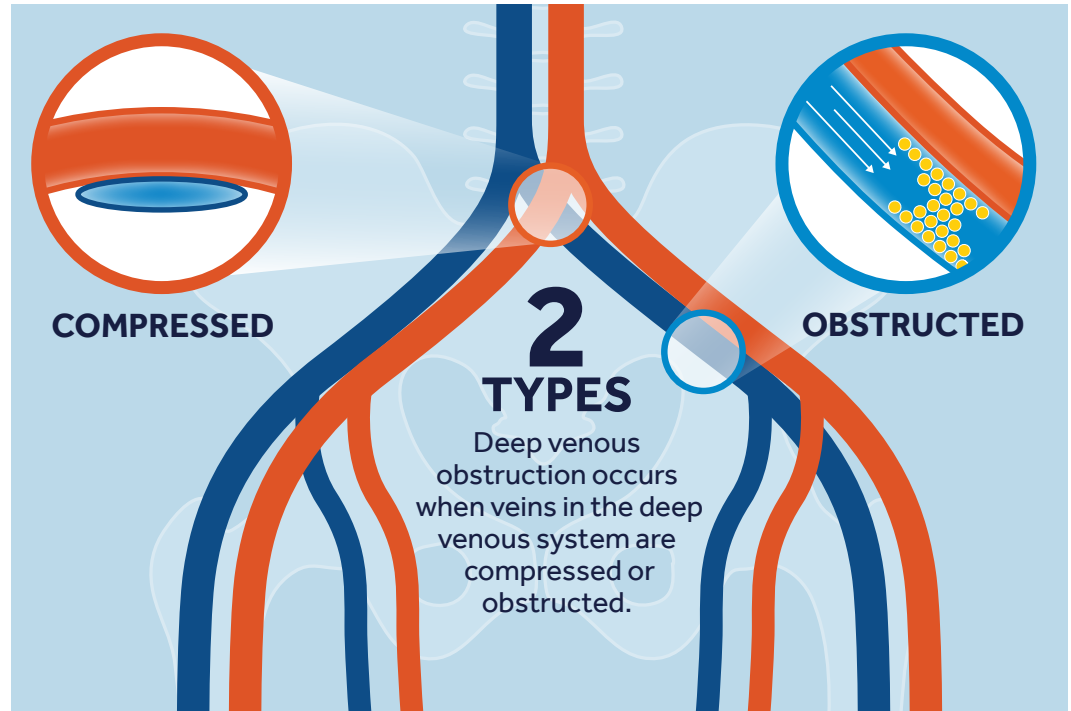 COMPRESSED
OBSTRUCTED
2
TYPES
Deep venous
obstruction occurs
when veins in the deep
venous system are
compressed or
obstructed.